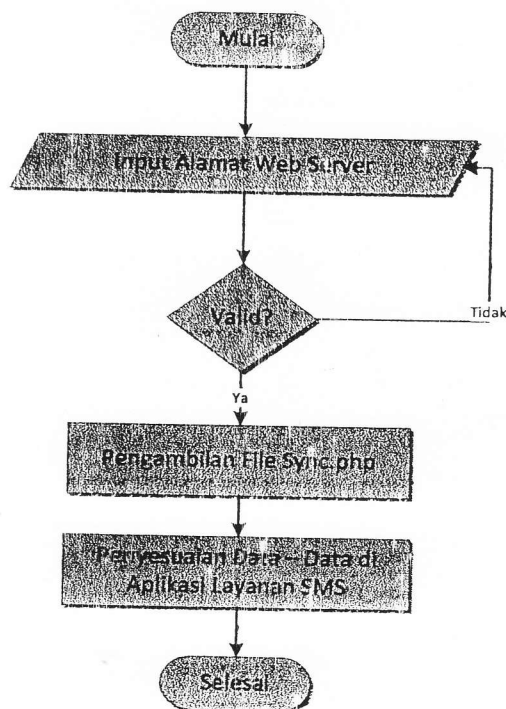 Mulai
Input Alamat Web Server
Valid?
Tidak
Ya
Pengambilan File Sync.php
Penyesuaian Data – Data di
Aplikasi Layanan SMS
Selesai